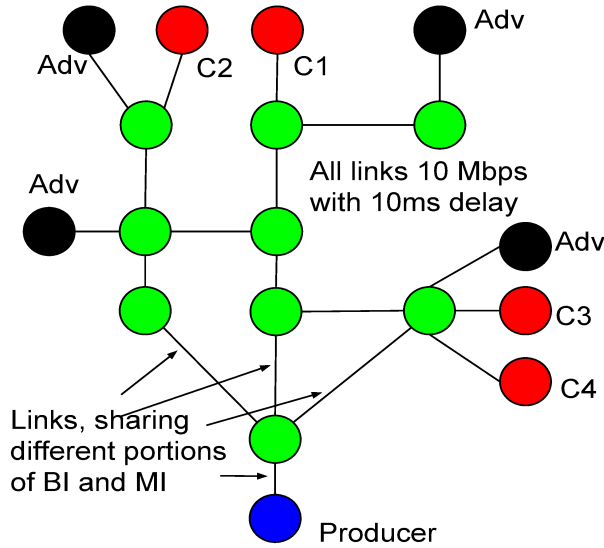 Adv
Adv
C2
C1
All links 10 Mbps
with 10ms delay
Adv
Adv
C3
C4
Links, sharing
different portions
of BI and MI
Producer